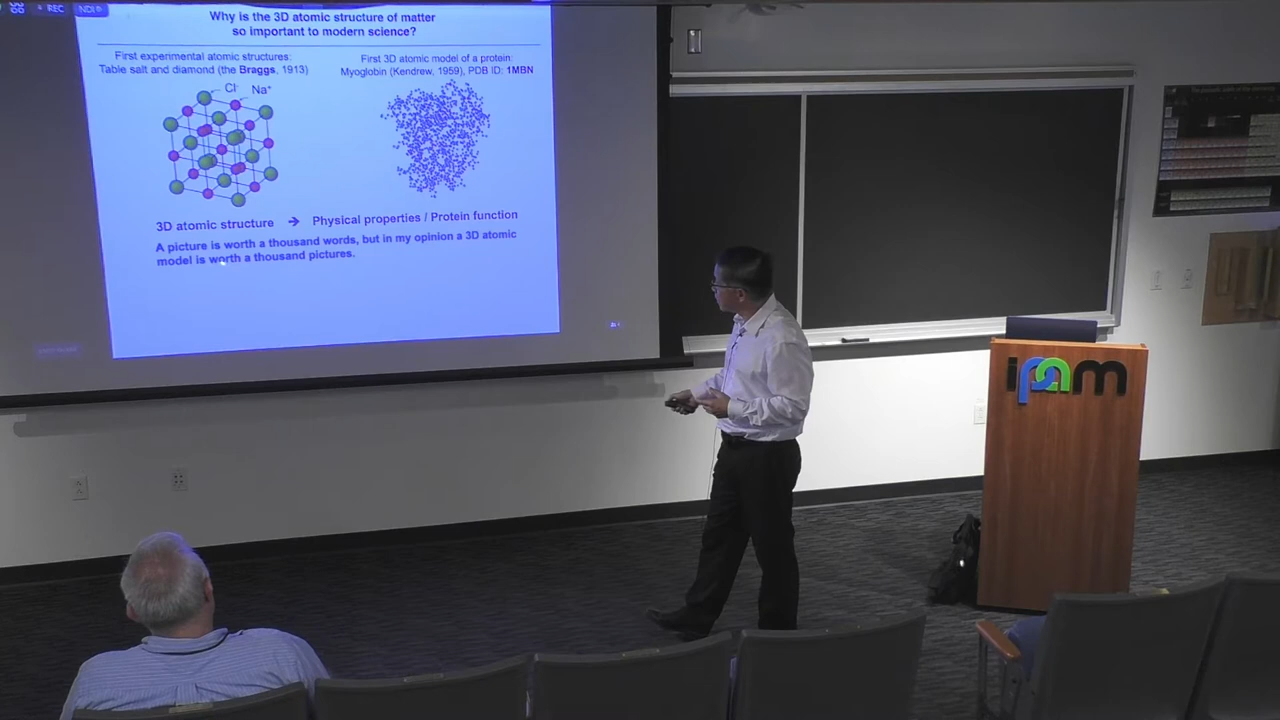 REC
NDI
Why is the 3D atomic structure of matter
so important to modern science?
First experimental atomic structures:
Table salt and diamond (the Braggs, 1913)
First 3D atomic model of a protein:
Myoglobin (Kendrew, 1959), PDB ID: 1MBN
Cl⁻ Na⁺
3D atomic structure → Physical properties / Protein function
A picture is worth a thousand words, but in my opinion a 3D atomic
model is worth a thousand pictures.
ipam